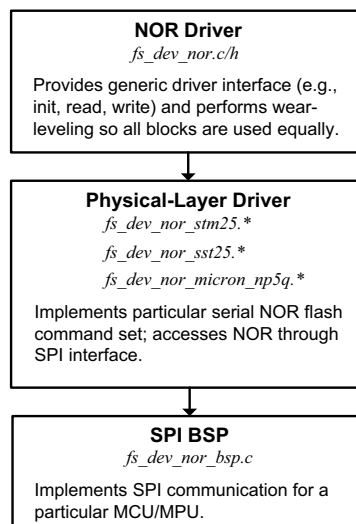 NOR Driver
fs_dev_nor.c/h
Provides generic driver interface (e.g.,
init, read, write) and performs wear-
leveling so all blocks are used equally.
Physical-Layer Driver
fs_dev_nor_stm25.*
fs_dev_nor_sst25.*
fs_dev_nor_micron_np5q.*
Implements particular serial NOR flash
command set; accesses NOR through
SPI interface.
SPI BSP
fs_dev_nor_bsp.c
Implements SPI communication for a
particular MCU/MPU.